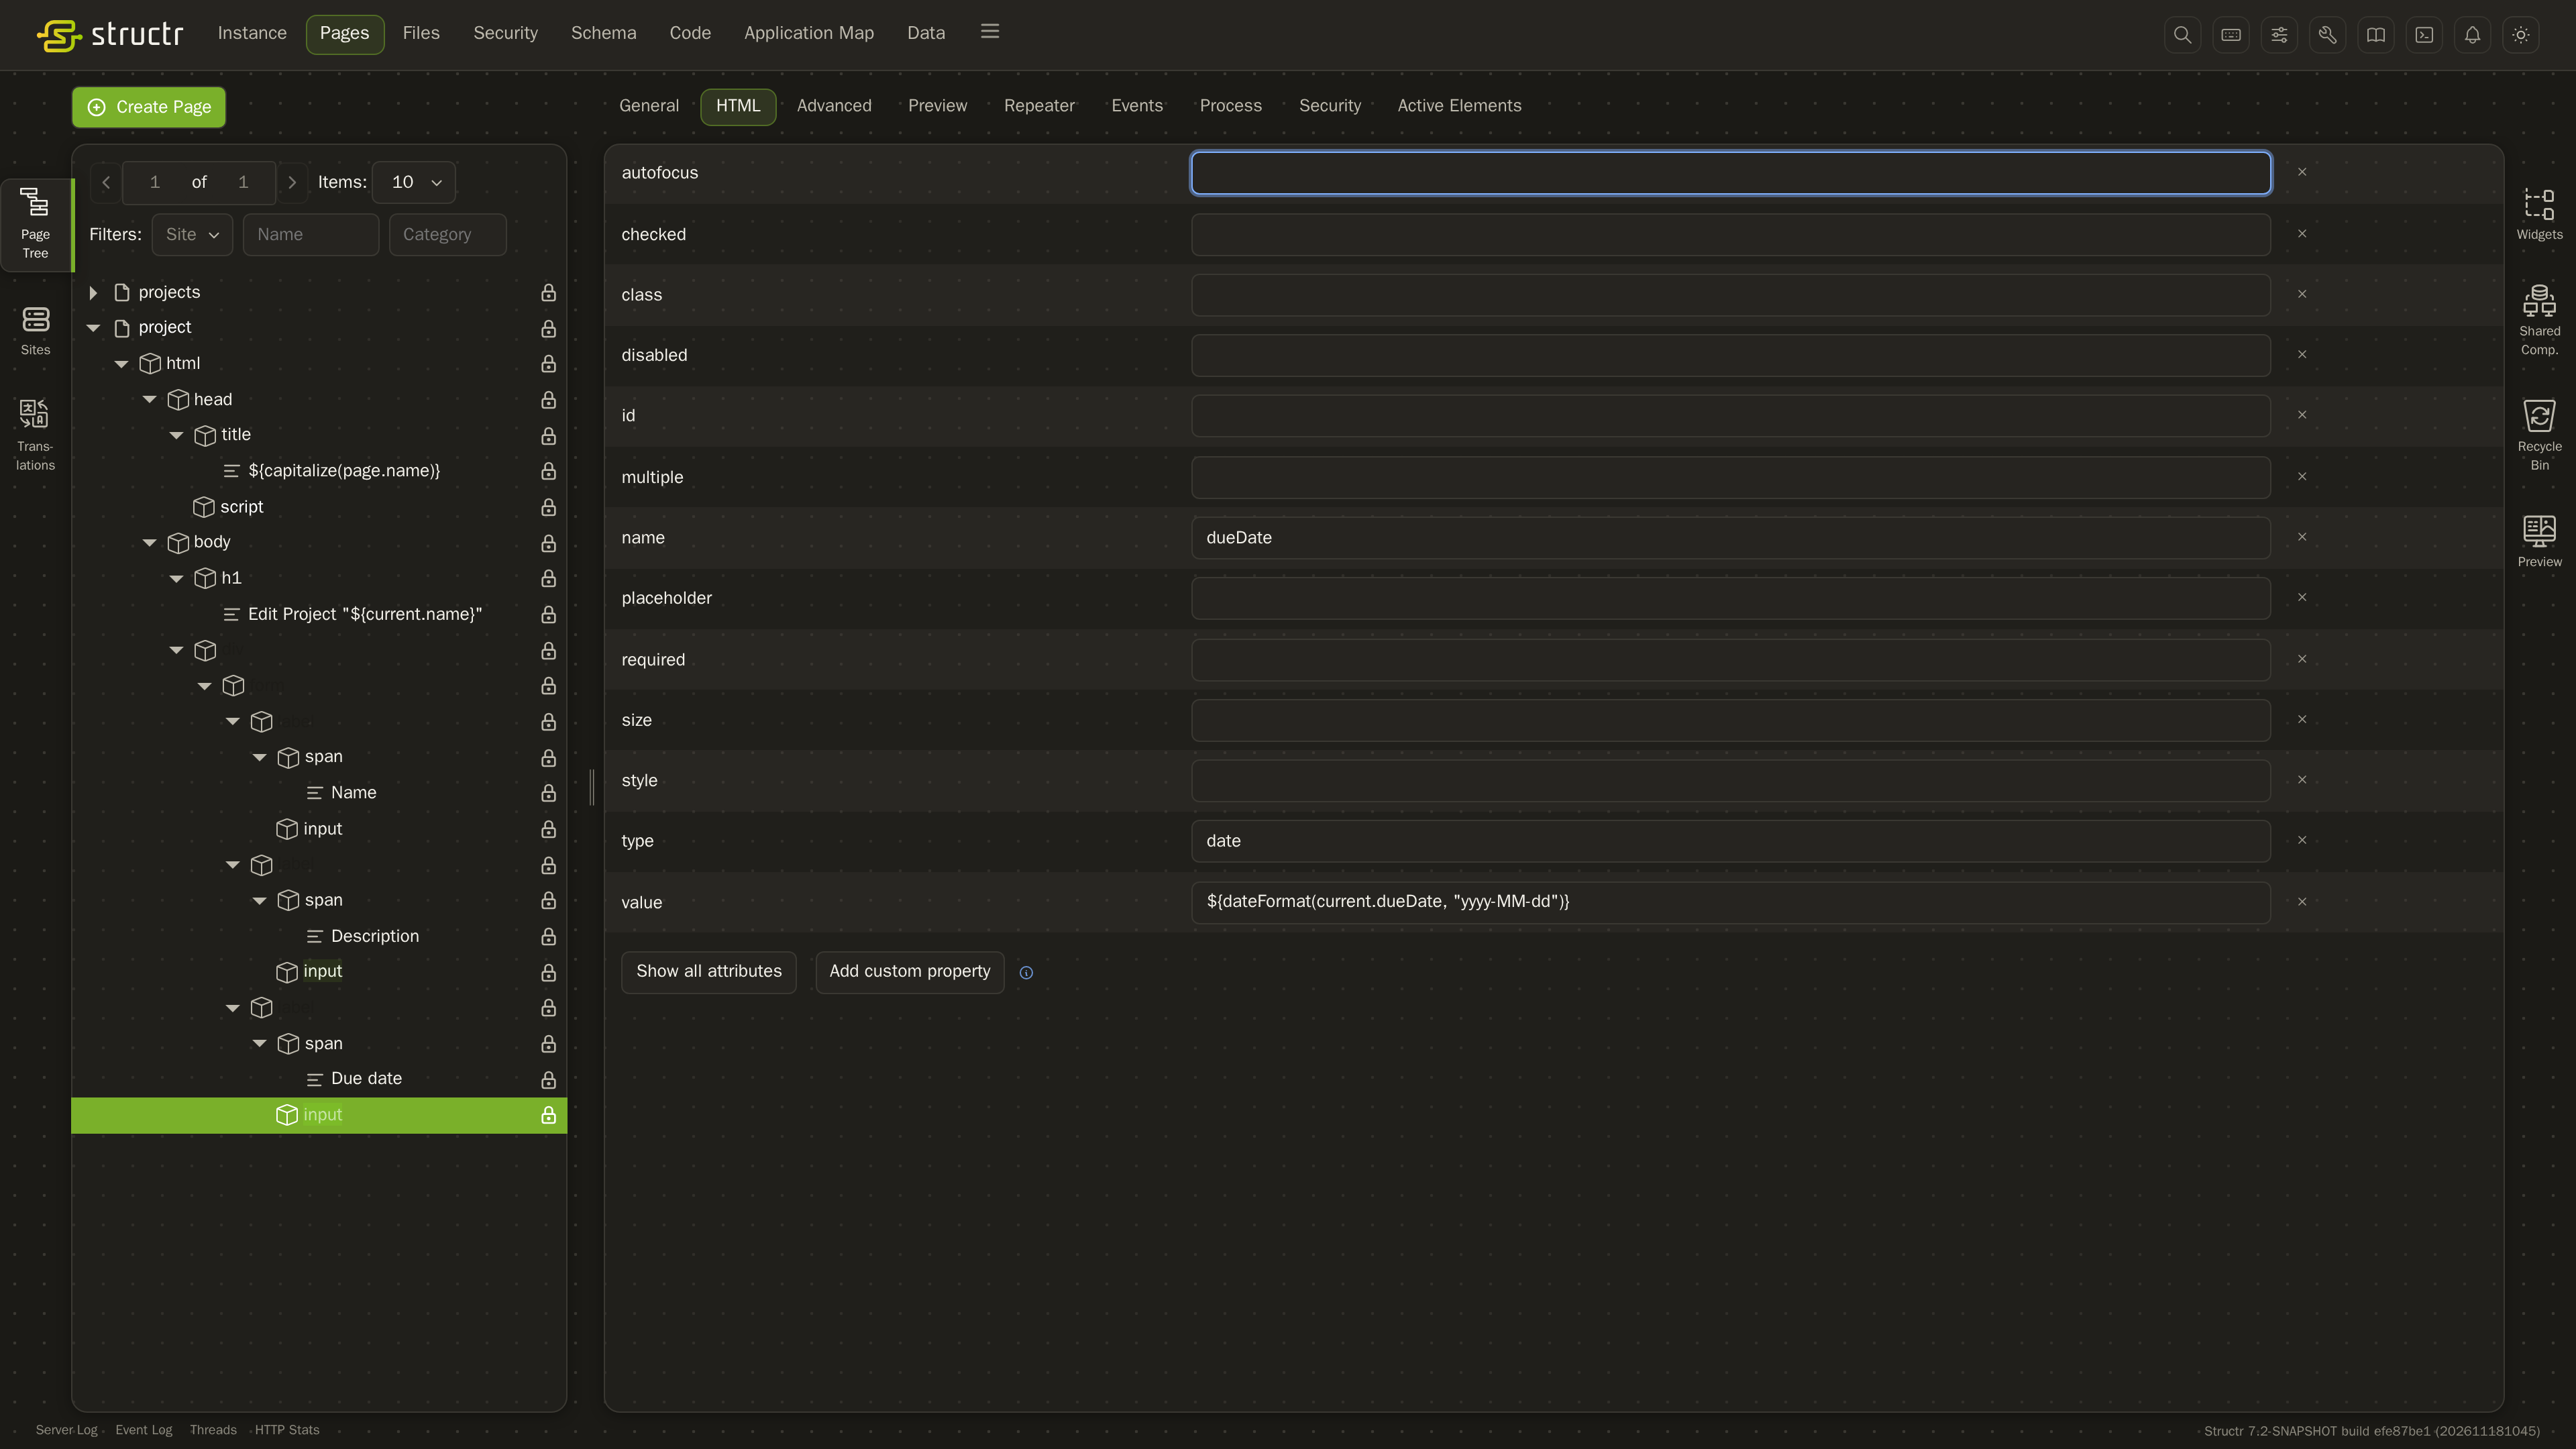 structr
Instance Pages Files Security Schema Code Application Map Data
Create Page
General HTML Advanced Preview Repeater Events Process Security Active Elements
1 of 1 Items: 10
Filters: Site Name Category
Page Tree
Sites
Trans-
lations
projects
project
html
head
title
${capitalize(page.name)}
script
body
h1
Edit Project "${current.name}"
span
Name
input
span
Description
input
span
Due date
input
autofocus
checked
class
disabled
id
multiple
name dueDate
placeholder
required
size
style
type date
value ${dateFormat(current.dueDate, "yyyy-MM-dd")}
Show all attributes Add custom property
Widgets
Shared
Comp.
Recycle
Bin
Preview
Server Log Event Log Threads HTTP Stats
Structr 7.2-SNAPSHOT build efe87be1 (202611181045)